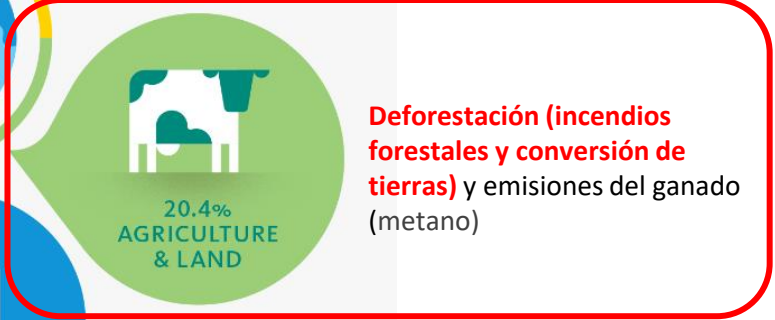 20.4%
AGRICULTURE
& LAND
Deforestación (incendios
forestales y conversión de
tierras) y emisiones del ganado
(metano)